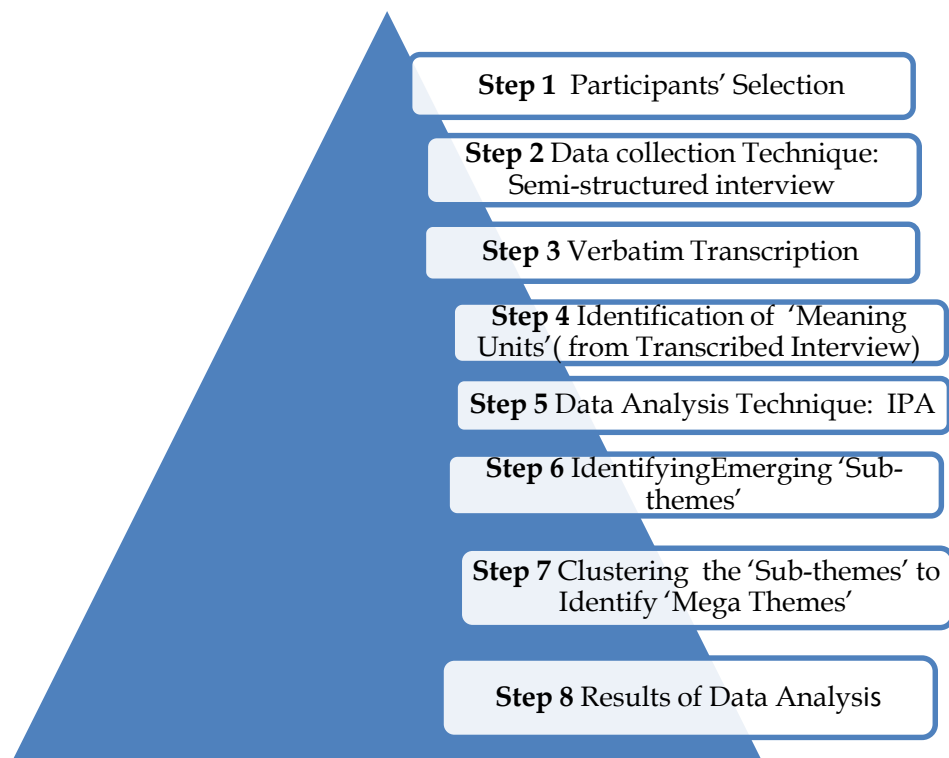 Step 1  Participants’ Selection
Step 2 Data collection Technique:
Semi-structured interview
Step 3 Verbatim Transcription
Step 4 Identification of  ‘Meaning
Units’( from Transcribed Interview)
Step 5 Data Analysis Technique:  IPA
Step 6 IdentifyingEmerging ‘Sub-
themes’
Step 7 Clustering  the ‘Sub-themes’ to
Identify ‘Mega Themes’
Step 8 Results of Data Analysis